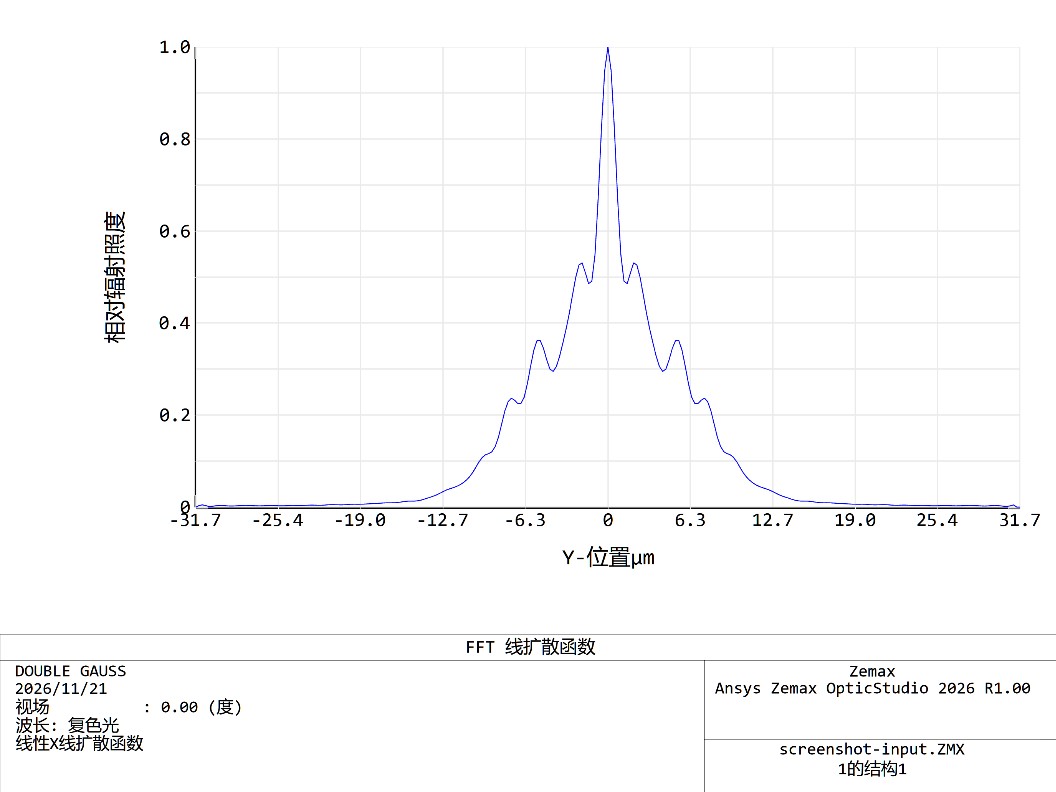 1.0
0.8
0.6
0.4
0.2
0
相对辐射照度
-31.7 -25.4 -19.0 -12.7 -6.3 0 6.3 12.7 19.0 25.4 31.7
Y-位置µm
FFT 线扩散函数
DOUBLE GAUSS
2026/11/21
视场 : 0.00 (度)
波长: 复色光
线性X线扩散函数
Zemax
Ansys Zemax OpticStudio 2026 R1.00
screenshot-input.ZMX
1的结构1